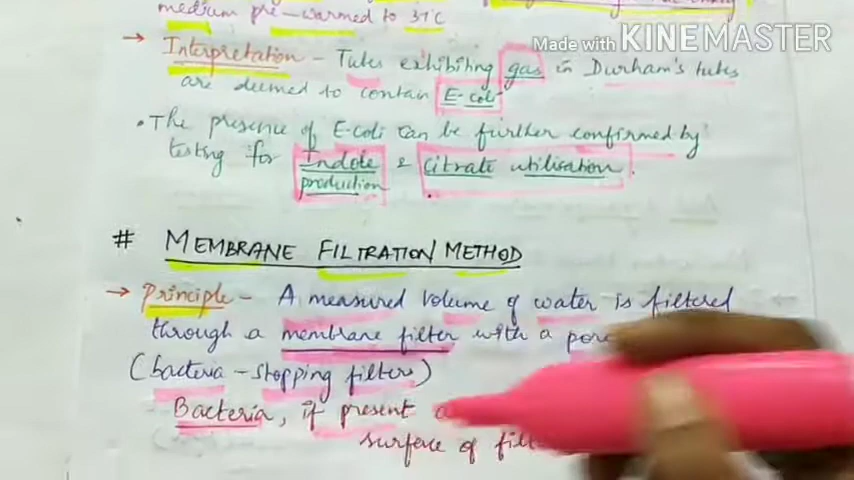 medium pre-warmed to 37°C
Made with KINEMASTER
→ Interpretation - Tubes exhibiting gas in Durham's tubes
are deemed to contain E-coli
• The presence of E-coli can be further confirmed by
testing for Indole production & Citrate utilisation.
# MEMBRANE FILTRATION METHOD
→ Principle - A measured volume of water is filtered
through a membrane filter with a
(bacteria-stopping filters)
Bacteria, if present
surface of